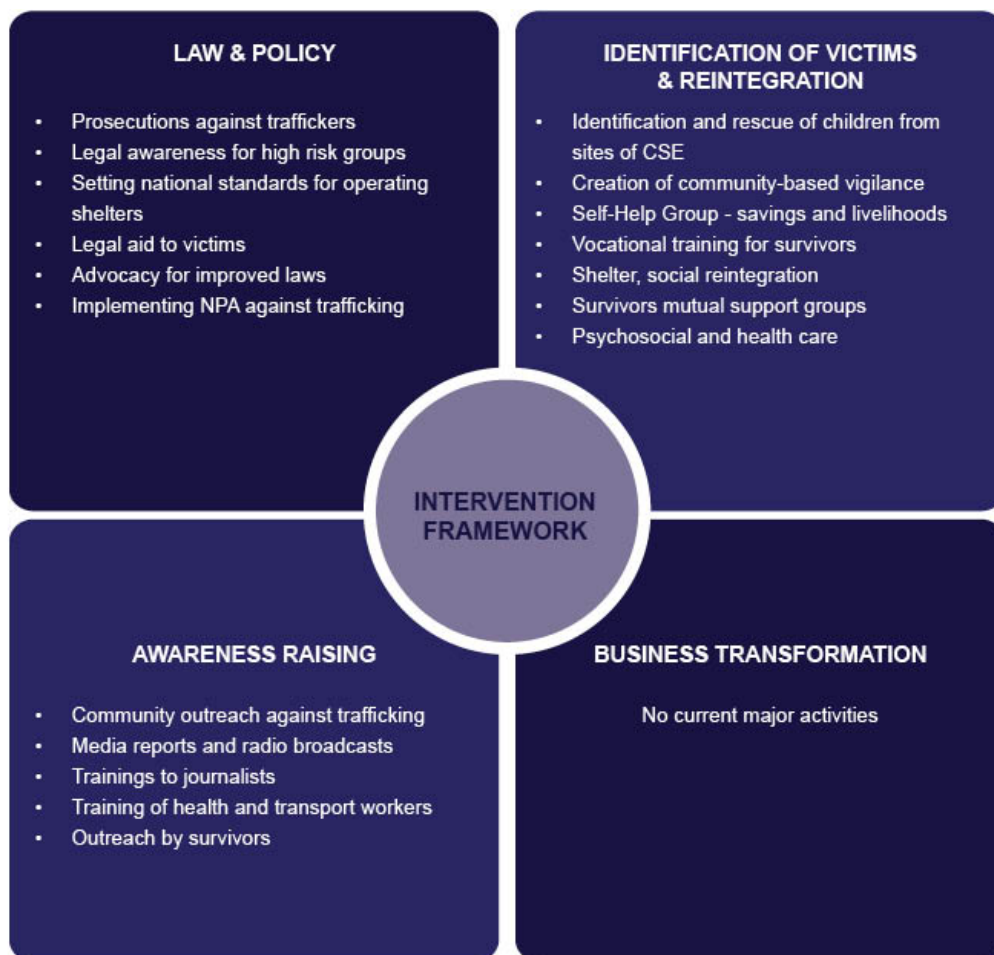 LAW & POLICY
• Prosecutions against traffickers
• Legal awareness for high risk groups
• Setting national standards for operating
shelters
• Legal aid to victims
• Advocacy for improved laws
• Implementing NPA against trafficking
IDENTIFICATION OF VICTIMS
& REINTEGRATION
• Identification and rescue of children from
sites of CSE
• Creation of community-based vigilance
• Self-Help Group - savings and livelihoods
• Vocational training for survivors
• Shelter, social reintegration
• Survivors mutual support groups
• Psychosocial and health care
INTERVENTION
FRAMEWORK
AWARENESS RAISING
• Community outreach against trafficking
• Media reports and radio broadcasts
• Trainings to journalists
• Training of health and transport workers
• Outreach by survivors
BUSINESS TRANSFORMATION
No current major activities